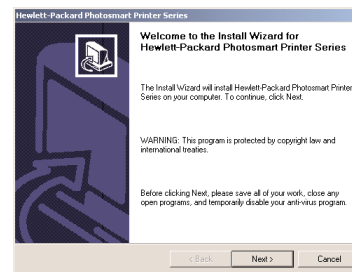 Hewlett-Packard Photosmart Printer Series
Welcome to the Install Wizard for
Hewlett-Packard Photosmart Printer Series
The Install Wizard will install Hewlett-Packard Photosmart Printer
Series on your computer. To continue, click Next.
WARNING: This program is protected by copyright law and
international treaties.
Before clicking Next, please save all of your work, close any
open programs, and temporarily disable your anti-virus program.
< Back
Next >
Cancel